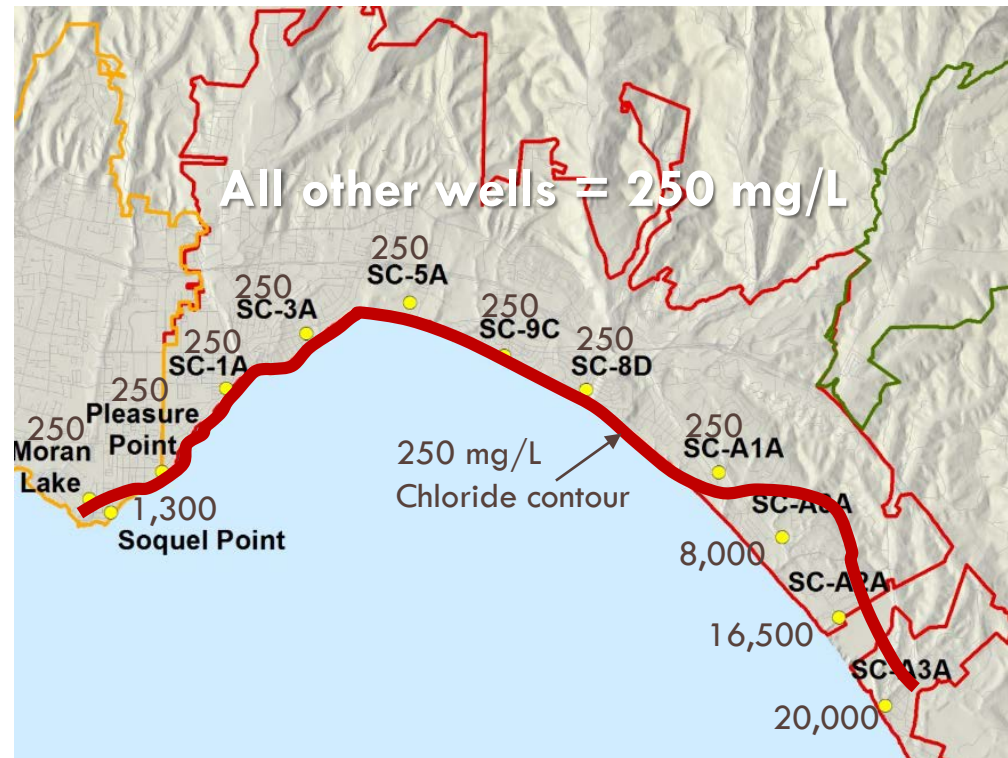 All other wells = 250 mg/L
250
SC-5A
250
SC-3A
250
SC-9C
250
SC-1A
250
SC-8D
250
Pleasure
Point
250
Moran
Lake
250
SC-A1A
250 mg/L
Chloride contour
1,300
Soquel Point
SC-A8A
8,000
SC-A2A
16,500
SC-A3A
20,000